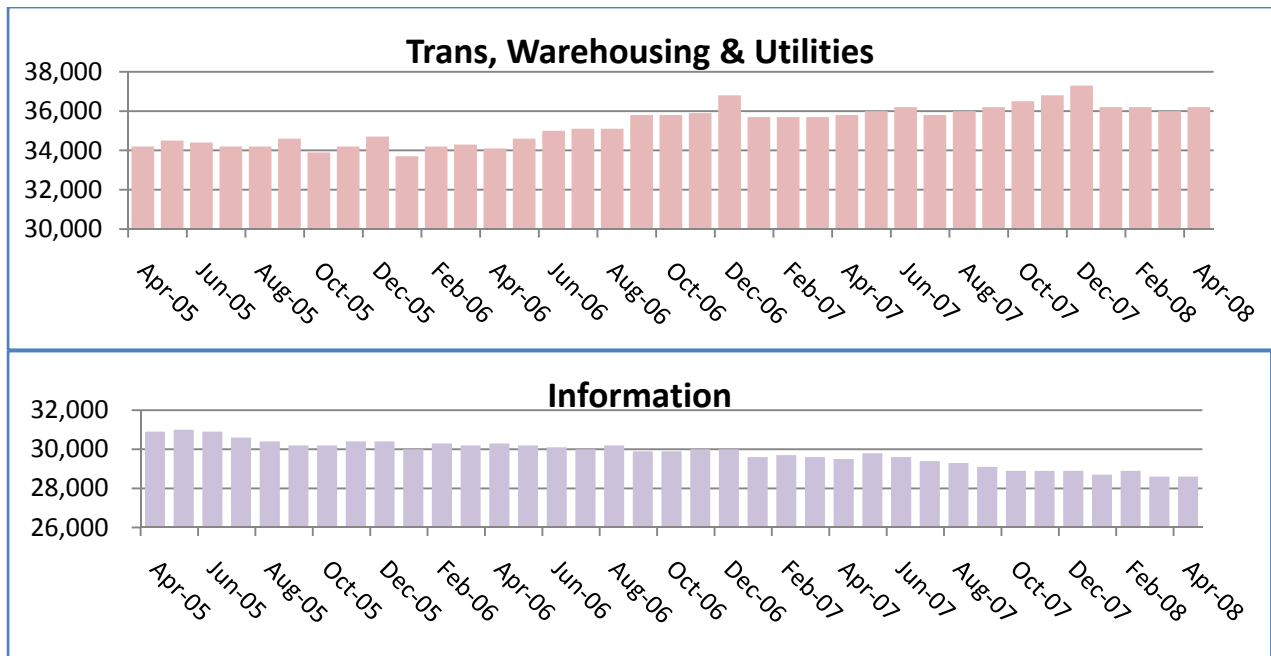 Trans, Warehousing & Utilities
38,000
36,000
34,000
32,000
30,000
Apr-05
Jun-05
Aug-05
Oct-05
Dec-05
Feb-06
Apr-06
Jun-06
Aug-06
Oct-06
Dec-06
Feb-07
Apr-07
Jun-07
Aug-07
Oct-07
Dec-07
Feb-08
Apr-08
Information
32,000
30,000
28,000
26,000
Apr-05
Jun-05
Aug-05
Oct-05
Dec-05
Feb-06
Apr-06
Jun-06
Aug-06
Oct-06
Dec-06
Feb-07
Apr-07
Jun-07
Aug-07
Oct-07
Dec-07
Feb-08
Apr-08